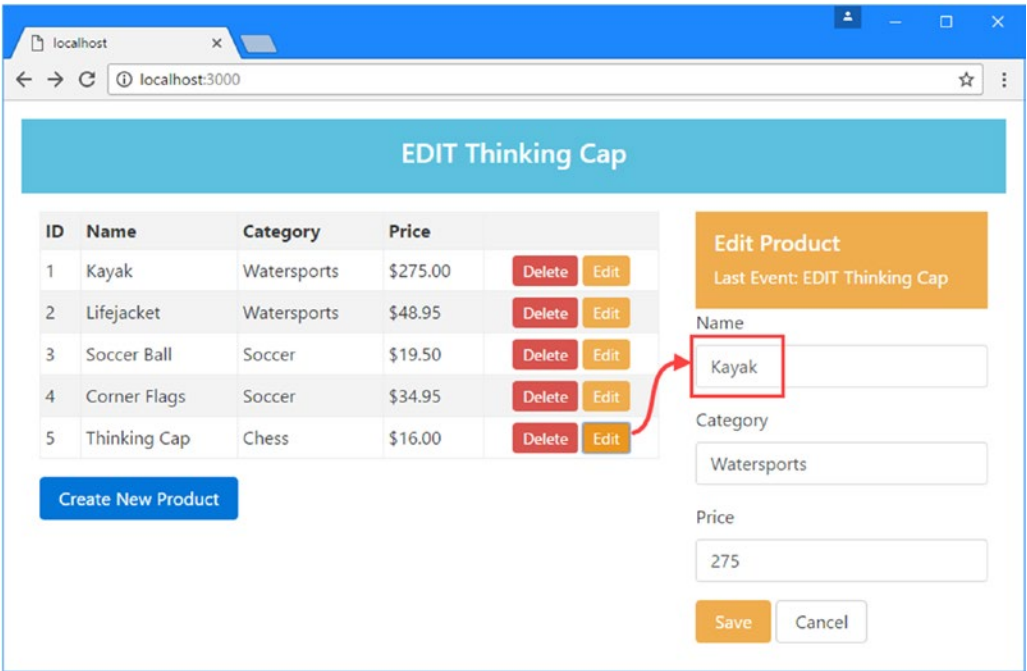 localhost
localhost:3000
EDIT Thinking Cap
ID Name Category Price
1 Kayak Watersports $275.00 Delete Edit
2 Lifejacket Watersports $48.95 Delete Edit
3 Soccer Ball Soccer $19.50 Delete Edit
4 Corner Flags Soccer $34.95 Delete Edit
5 Thinking Cap Chess $16.00 Delete Edit
Create New Product
Edit Product
Last Event: EDIT Thinking Cap
Name
Kayak
Category
Watersports
Price
275
Save Cancel